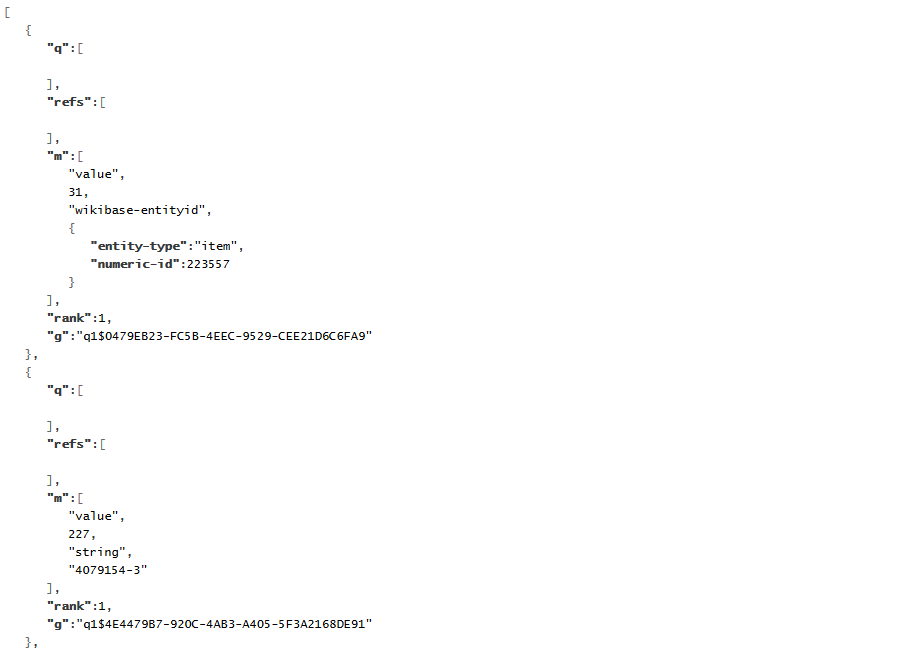 [
{
"q":[
],
"refs":[
],
"m":[
"value",
31,
"wikibase-entityid",
{
"entity-type":"item",
"numeric-id":223557
}
],
"rank":1,
"g":"q1$0479EB23-FC5B-4EEC-9529-CEE21D6C6FA9"
},
{
"q":[
],
"refs":[
],
"m":[
"value",
227,
"string",
"4079154-3"
],
"rank":1,
"g":"q1$4E4479B7-920C-4AB3-A405-5F3A2168DE91"
},